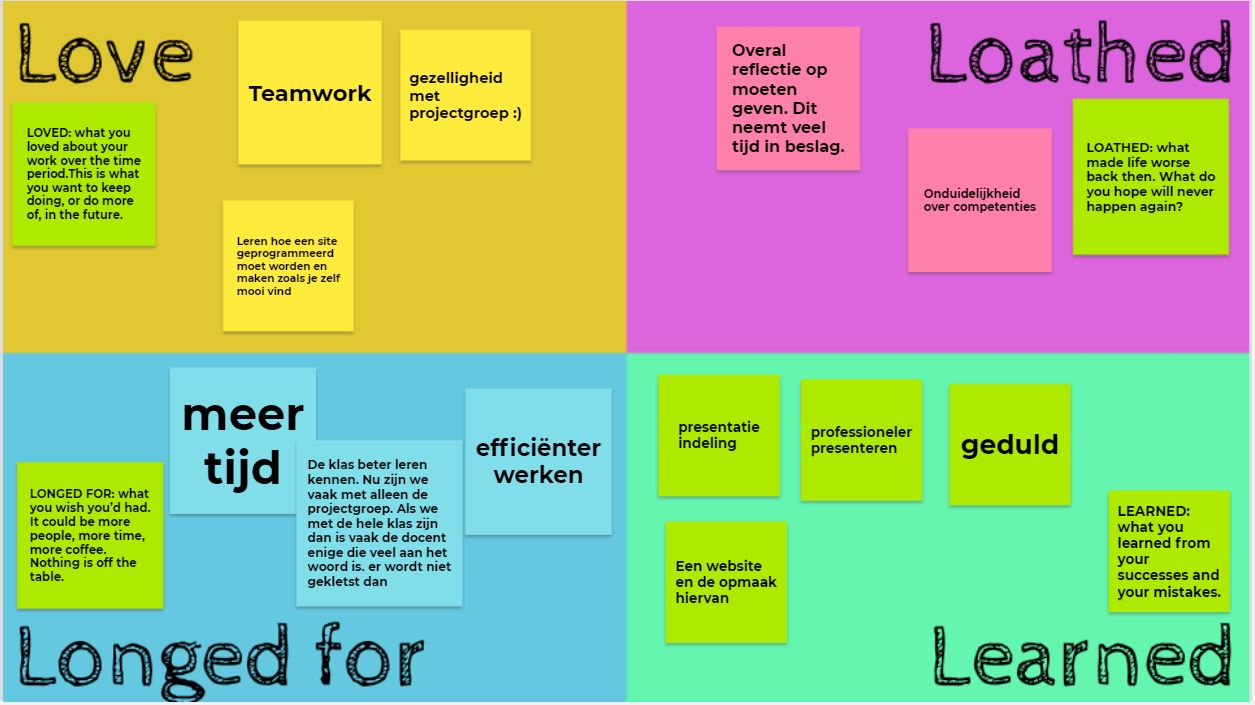 Love
Teamwork
gezelligheid
met
projectgroep :)
LOVED: what you
loved about your
work over the time
period.This is what
you want to keep
doing, or do more
of, in the future.
Leren hoe een site
geprogrammeerd
moet worden en
maken zoals je zelf
mooi vind
Loathed
Overal
reflectie op
moeten
geven. Dit
neemt veel
tijd in beslag.
Onduidelijkheid
over competenties
LOATHED: what
made life worse
back then. What do
you hope will never
happen again?
meer
tijd
De klas beter leren
kennen. Nu zijn we
vaak met alleen de
projectgroep. Als we
met de hele klas zijn
dan is vaak de docent
enige die veel aan het
woord is. er wordt niet
gekletst dan
efficiënter
werken
LONGED FOR: what
you wish you'd had.
It could be more
people, more time,
more coffee.
Nothing is off the
table.
Longed for
presentatie
indeling
professioneler
presenteren
geduld
Een website
en de opmaak
hiervan
LEARNED:
what you
learned from
your
successes and
your mistakes.
Learned